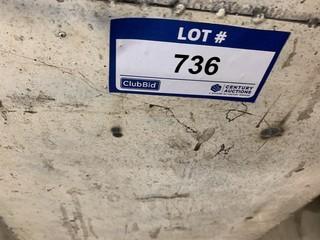 LOT #
736
ClubBid
CENTURY
AUCTIONS